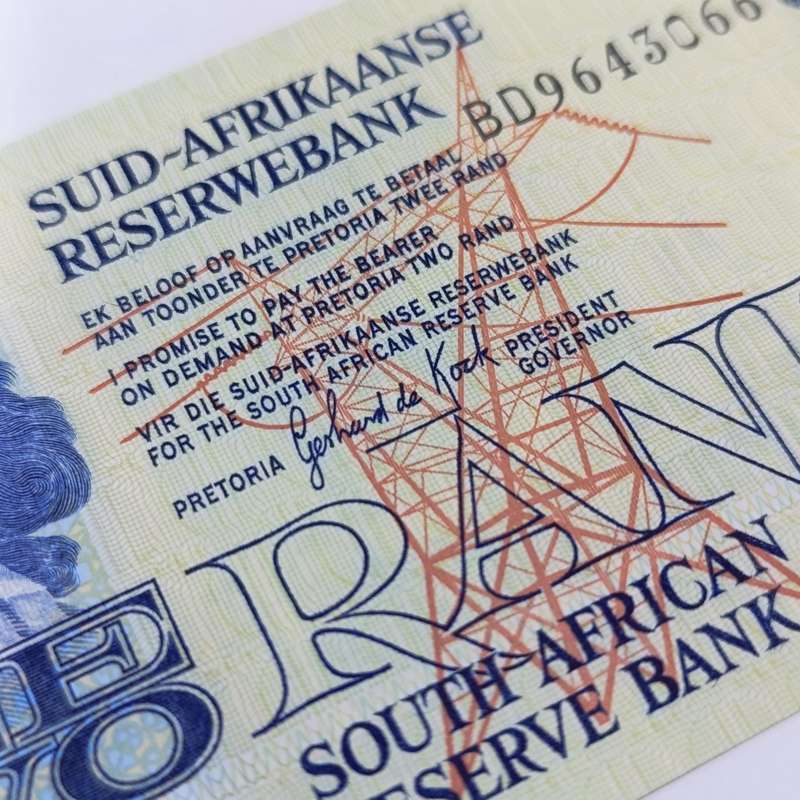 BD9643066
SUID-AFRIKAANSE
RESERWEBANK
EK BELOOF OP AANVRAAG TE BETAAL
AAN TOONDER TE PRETORIA TWEE RAND
I PROMISE TO PAY THE BEARER
ON DEMAND AT PRETORIA TWO RAND
VIR DIE SUID-AFRIKAANSE RESERWEBANK
FOR THE SOUTH AFRICAN RESERVE BANK
PRETORIA Gerhard de Kock PRESIDENT
GOVERNOR
RAN
SOUTH-AFRICAN
RESERVE BANK